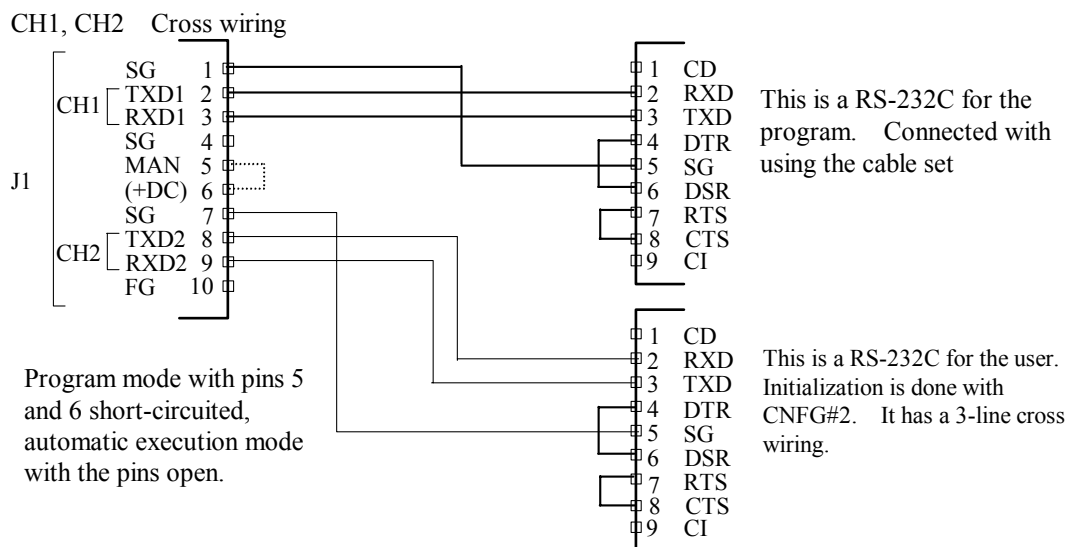 CH1, CH2 Cross wiring
J1
CH1
CH2
SG 1
TXD1 2
RXD1 3
SG 4
MAN 5
(+DC) 6
SG 7
TXD2 8
RXD2 9
FG 10
1 CD
2 RXD
3 TXD
4 DTR
5 SG
6 DSR
7 RTS
8 CTS
9 CI
This is a RS-232C for the
program. Connected with
using the cable set
1 CD
2 RXD
3 TXD
4 DTR
5 SG
6 DSR
7 RTS
8 CTS
9 CI
This is a RS-232C for the user.
Initialization is done with
CNFG#2. It has a 3-line cross
wiring.
Program mode with pins 5
and 6 short-circuited,
automatic execution mode
with the pins open.